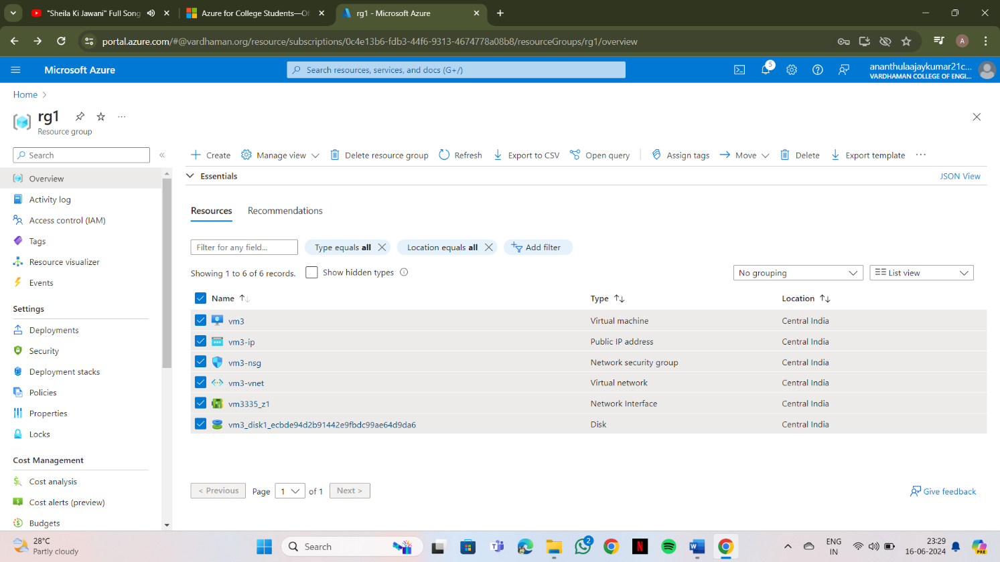 "Sheila Ki Jawani" Full Song
Azure for College Students—Of
rg1 - Microsoft Azure
portal.azure.com/#@vardhaman.org/resource/subscriptions/0c4e13b6-fdb3-44f6-9313-4674778a08b8/resourceGroups/rg1/overview
A
Microsoft Azure
Search resources, services, and docs (G+/)
5
ananthulaajaykumar21c...
VARDHAMAN COLLEGE OF ENGI...
Home >
rg1
Resource group
Search
«
Create
Manage view
Delete resource group
Refresh
Export to CSV
Open query
Assign tags
Move
Delete
Export template
Overview
Activity log
Access control (IAM)
Tags
Resource visualizer
Events
Settings
Deployments
Security
Deployment stacks
Policies
Properties
Locks
Cost Management
Cost analysis
Cost alerts (preview)
Budgets
Essentials
JSON View
Resources Recommendations
Filter for any field...
Type equals all
Location equals all
Add filter
Showing 1 to 6 of 6 records.
Show hidden types
No grouping
List view
Name Type Location
vm3 Virtual machine Central India
vm3-ip Public IP address Central India
vm3-nsg Network security group Central India
vm3-vnet Virtual network Central India
vm3335_z1 Network Interface Central India
vm3_disk1_ecbde94d2b91442e9fbdc99ae64d9da6 Disk Central India
< Previous Page 1 of 1 Next >
Give feedback
28°C
Partly cloudy
Search
2
ENG
IN
23:29
16-06-2024
PRE